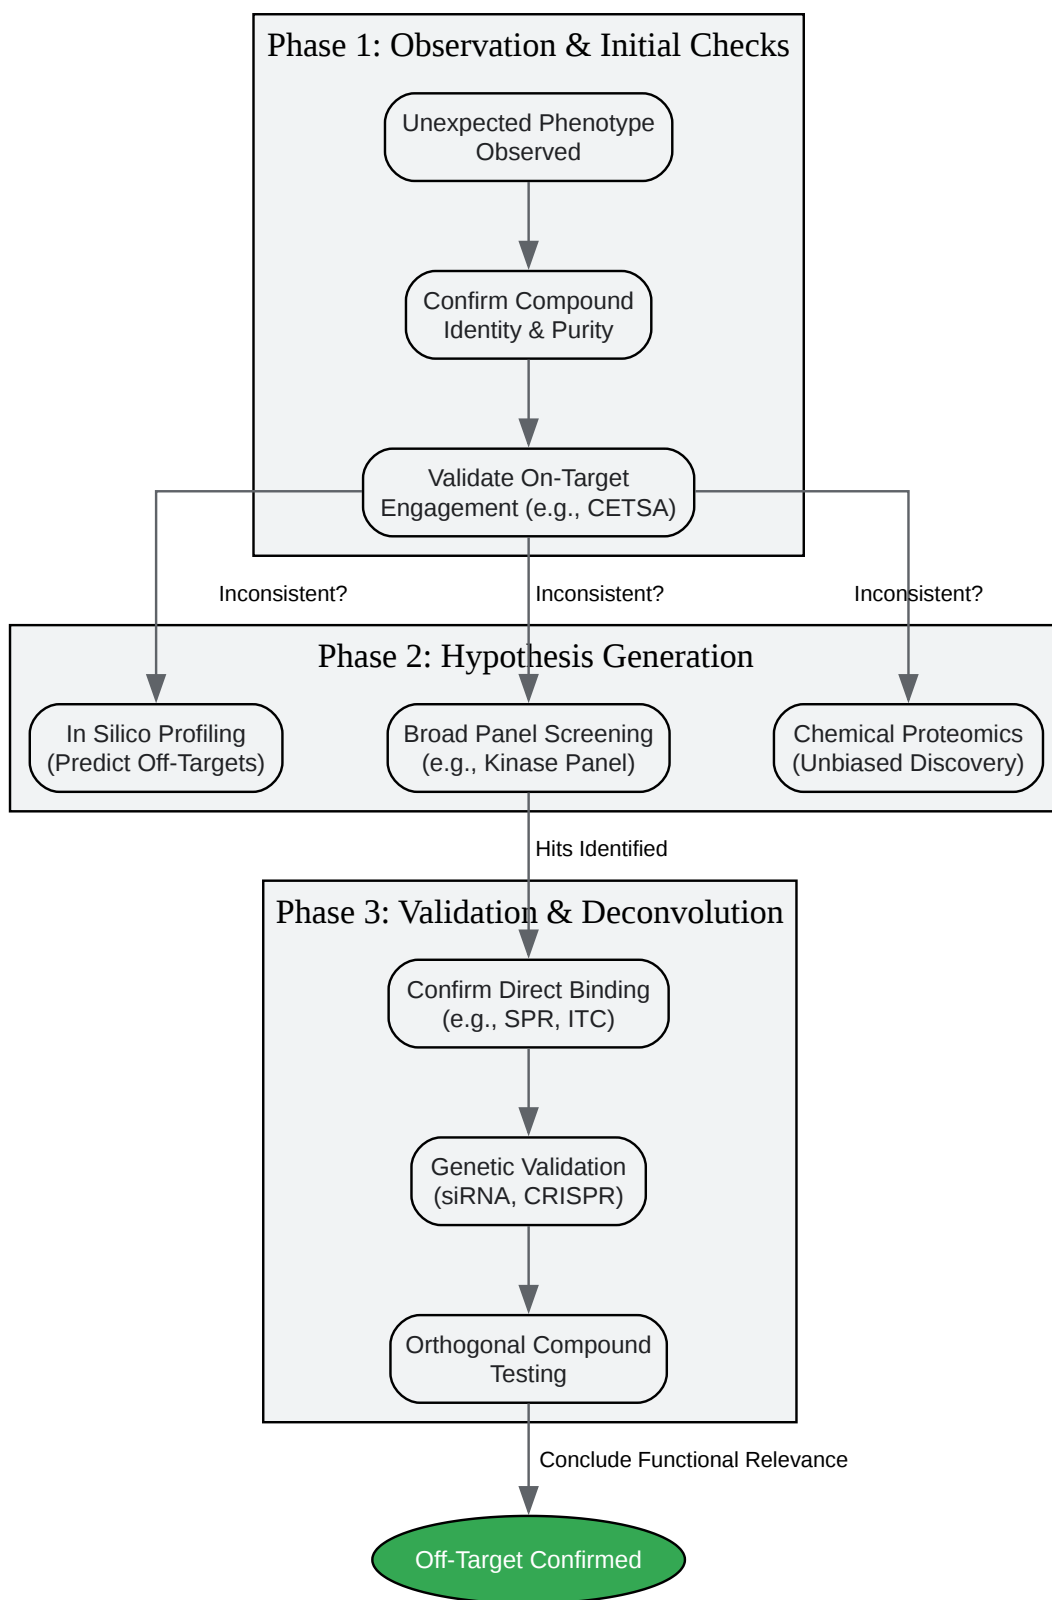 Phase 1: Observation & Initial Checks
Unexpected Phenotype
Observed
Confirm Compound
Identity & Purity
Validate On-Target
Engagement (e.g., CETSA)
Inconsistent?
Inconsistent?
Inconsistent?
Phase 2: Hypothesis Generation
In Silico Profiling
(Predict Off-Targets)
Broad Panel Screening
(e.g., Kinase Panel)
Chemical Proteomics
(Unbiased Discovery)
Hits Identified
Phase 3: Validation & Deconvolution
Confirm Direct Binding
(e.g., SPR, ITC)
Genetic Validation
(siRNA, CRISPR)
Orthogonal Compound
Testing
Conclude Functional Relevance
Off-Target Confirmed